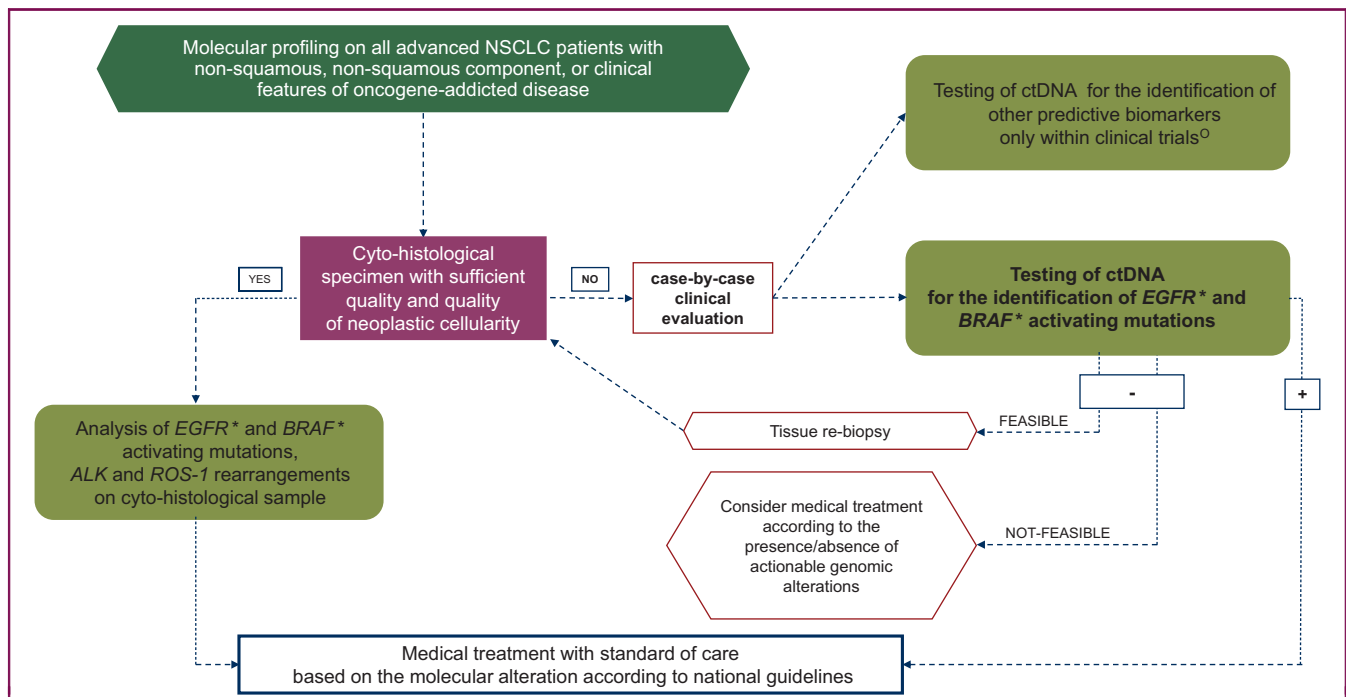 Molecular profiling on all advanced NSCLC patients with
non-squamous, non-squamous component, or clinical
features of oncogene-addicted disease
Testing of ctDNA for the identification of
other predictive biomarkers
only within clinical trials^O
YES
Cyto-histological
specimen with sufficient
quality and quality
of neoplastic cellularity
NO
case-by-case
clinical
evaluation
Testing of ctDNA
for the identification of EGFR* and
BRAF* activating mutations
-
+
Analysis of EGFR* and BRAF*
activating mutations,
ALK and ROS-1 rearrangements
on cyto-histological sample
Tissue re-biopsy
FEASIBLE
Consider medical treatment
according to the
presence/absence of
actionable genomic
alterations
NOT-FEASIBLE
Medical treatment with standard of care
based on the molecular alteration according to national guidelines